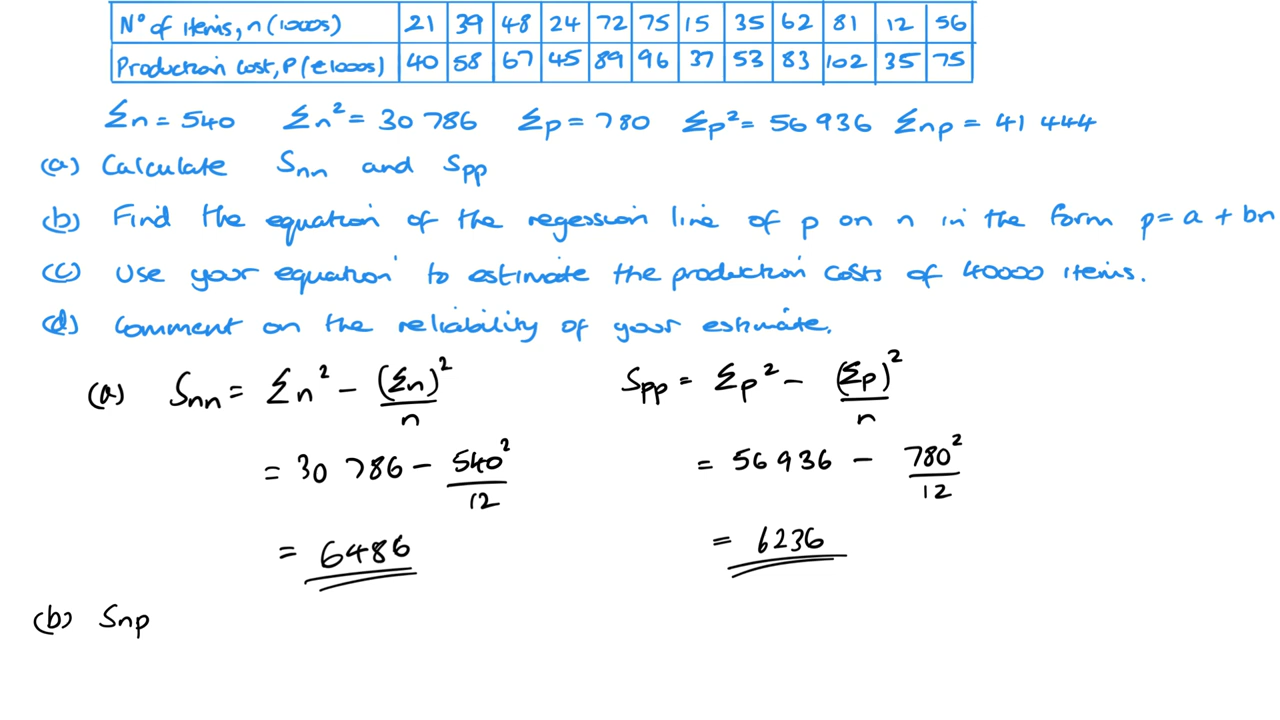 Nº of items, n (1000s) 21 39 48 24 72 75 15 35 62 81 12 56
Production cost, P (€1000s) 40 58 67 45 89 96 37 53 83 102 35 75
Σn = 540 Σn² = 30 786 Σp = 780 Σp² = 56 936 Σnp = 41 444
(a) Calculate Snn and Spp
(b) Find the equation of the regression line of p on n in the form p = a + bn
(c) Use your equation to estimate the production costs of 40000 items.
(d) Comment on the reliability of your estimate.
(a) Snn = Σn² - (Σn)²/n Spp = Σp² - (Σp)²/n
= 30 786 - 540²/12 = 56 936 - 780²/12
= 6486 = 6236
(b) Snp